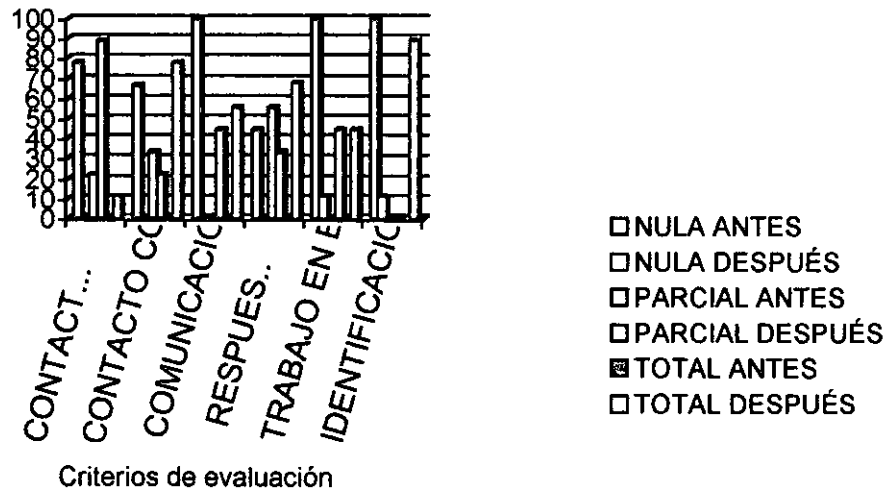 100
90
80
70
60
50
40
30
20
10
0
CONTACT...
CONTACTO CO
COMUNICACIO
RESPUES..
TRABAJO EN E
IDENTIFICACIO
Criterios de evaluación
NULA ANTES
NULA DESPUÉS
PARCIAL ANTES
PARCIAL DESPUÉS
TOTAL ANTES
TOTAL DESPUÉS